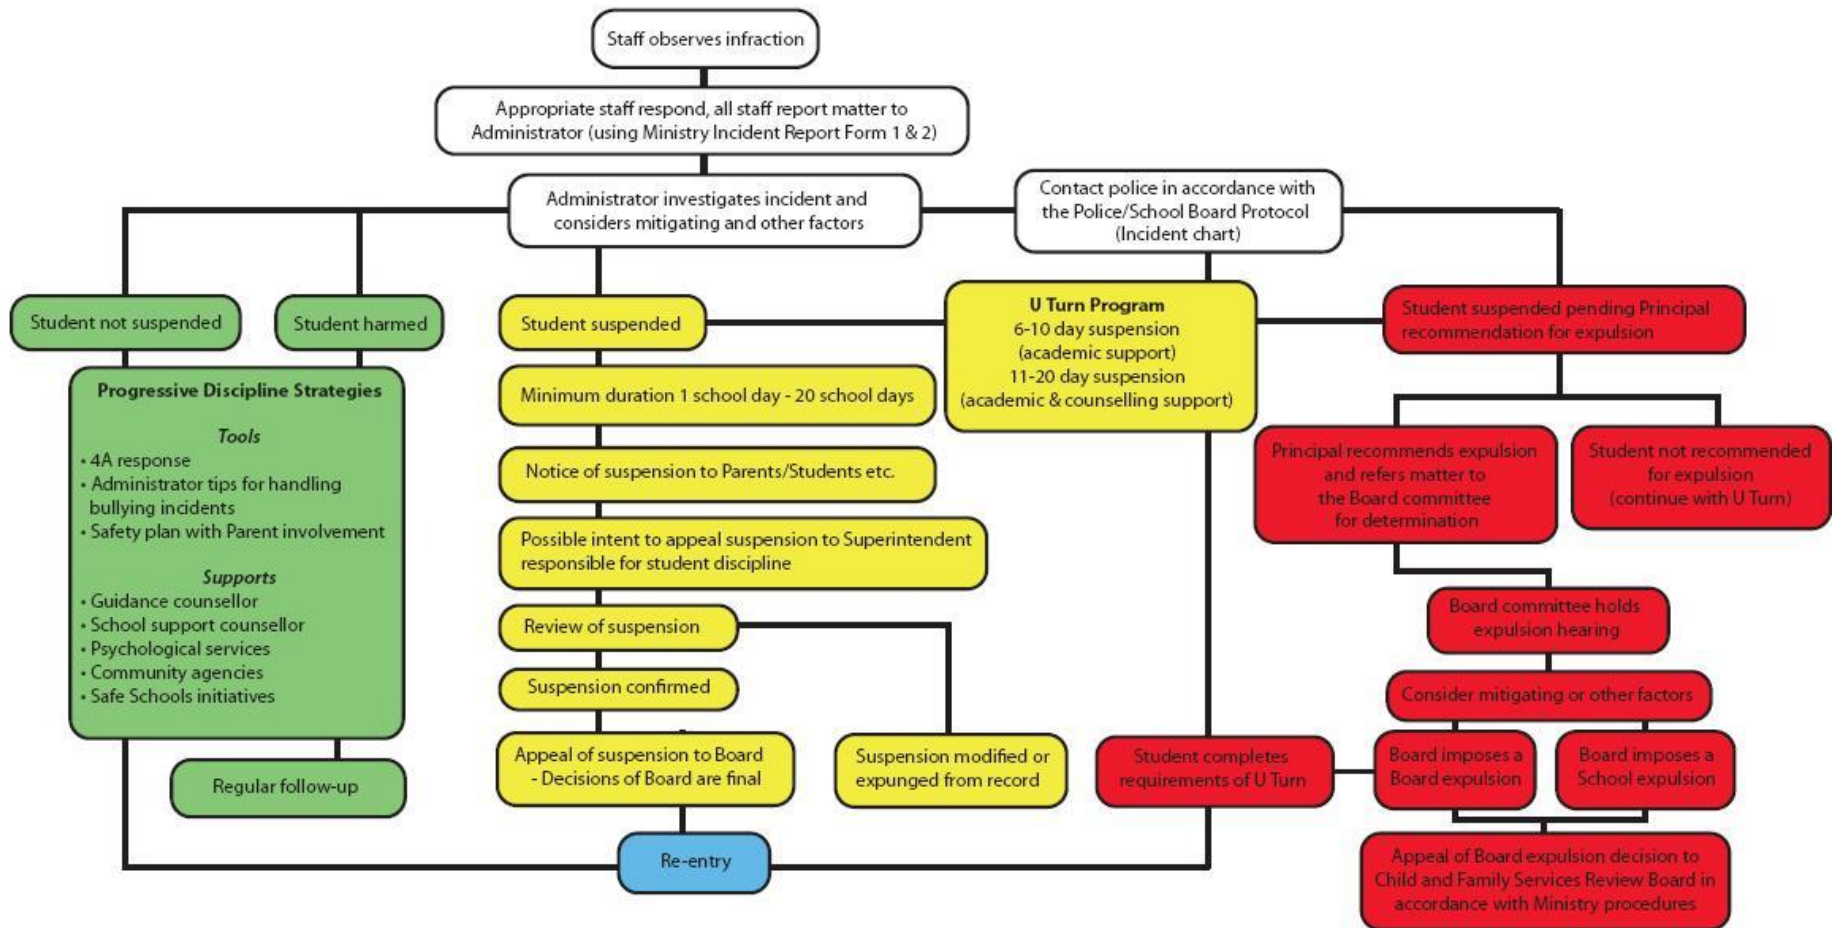 Staff observes infraction
Appropriate staff respond, all staff report matter to
Administrator (using Ministry Incident Report Form 1 & 2)
Administrator investigates incident and
considers mitigating and other factors
Contact police in accordance with
the Police/School Board Protocol
(Incident chart)
Student not suspended
Student harmed
Progressive Discipline Strategies
Tools
• 4A response
• Administrator tips for handling
bullying incidents
• Safety plan with Parent involvement
Supports
• Guidance counsellor
• School support counsellor
• Psychological services
• Community agencies
• Safe Schools initiatives
Regular follow-up
Student suspended
Minimum duration 1 school day - 20 school days
Notice of suspension to Parents/Students etc.
Possible intent to appeal suspension to Superintendent
responsible for student discipline
Review of suspension
Suspension confirmed
Appeal of suspension to Board
- Decisions of Board are final
Suspension modified or
expunged from record
U Turn Program
6-10 day suspension
(academic support)
11-20 day suspension
(academic & counselling support)
Student suspended pending Principal
recommendation for expulsion
Principal recommends expulsion
and refers matter to
the Board committee
for determination
Student not recommended
for expulsion
(continue with U Turn)
Board committee holds
expulsion hearing
Consider mitigating or other factors
Student completes
requirements of U Turn
Board imposes a
Board expulsion
Board imposes a
School expulsion
Appeal of Board expulsion decision to
Child and Family Services Review Board in
accordance with Ministry procedures
Re-entry